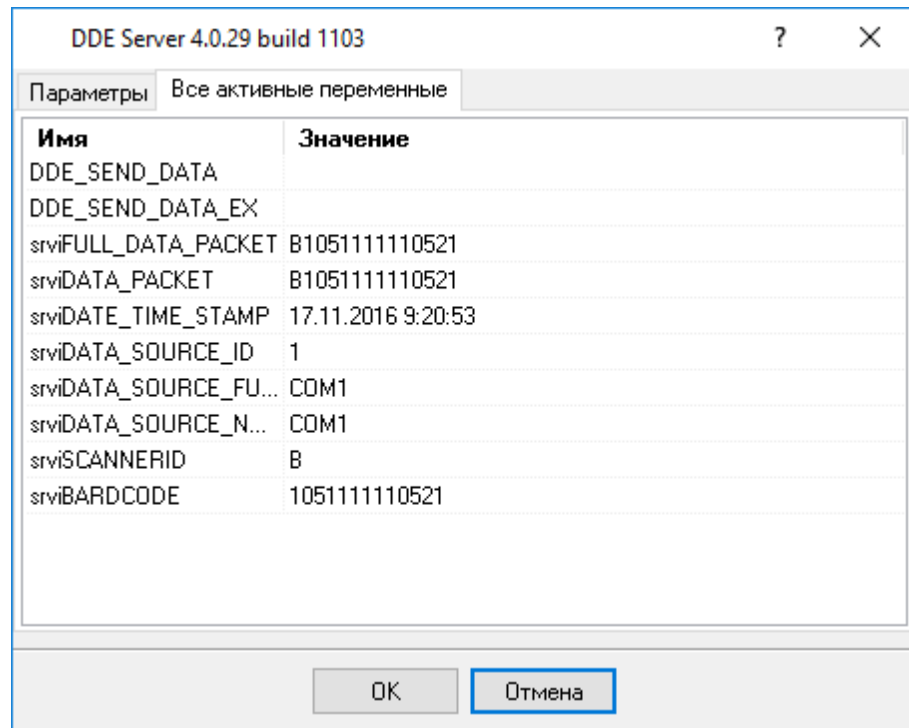 DDE Server 4.0.29 build 1103 ?
Параметры Все активные переменные
Имя Значение
DDE_SEND_DATA
DDE_SEND_DATA_EX
srviFULL_DATA_PACKET B1051111110521
srviDATA_PACKET B1051111110521
srviDATE_TIME_STAMP 17.11.2016 9:20:53
srviDATA_SOURCE_ID 1
srviDATA_SOURCE_FU... COM1
srviDATA_SOURCE_N... COM1
srviSCANNERID B
srviBARDCODE 1051111110521
OK Отмена